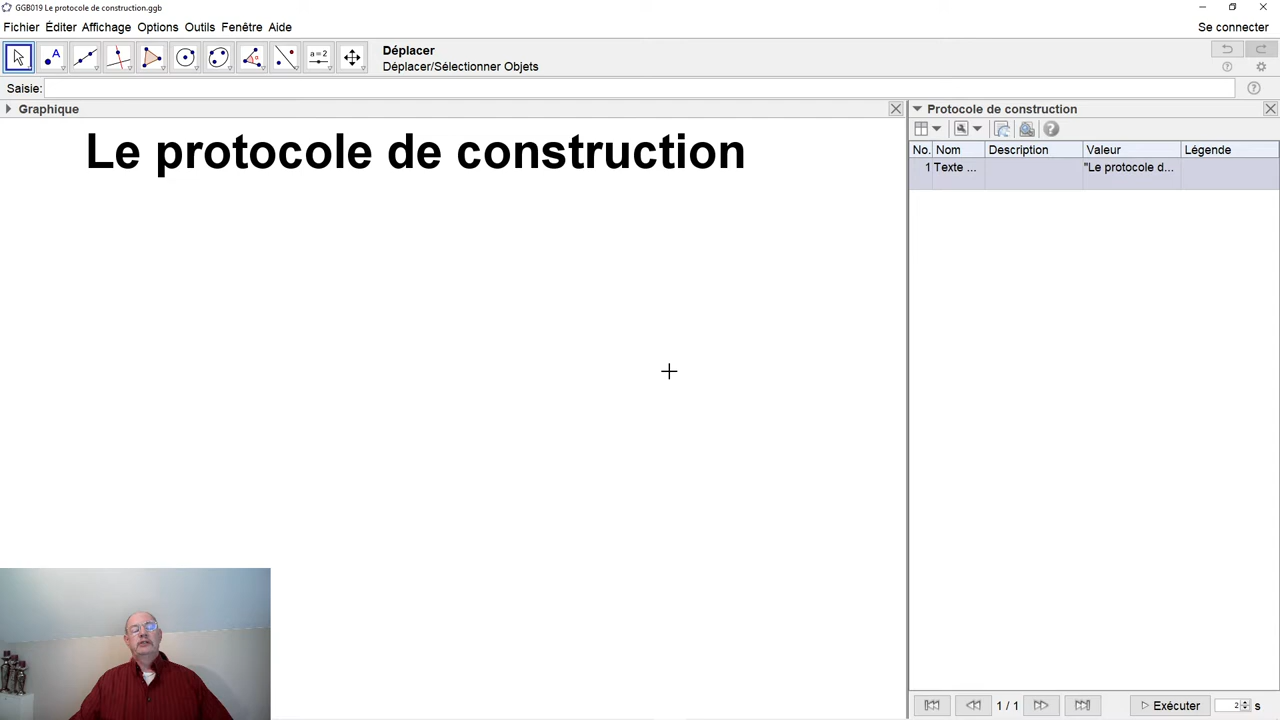 GGB019 Le protocole de construction.ggb
Fichier Éditer Affichage Options Outils Fenêtre Aide
Se connecter
A
a=2
Déplacer
Déplacer/Sélectionner Objets
Saisie:
Graphique
Protocole de construction
Le protocole de construction
No. Nom Description Valeur Légende
1 Texte ... "Le protocole d...
1 / 1
Exécuter
2 s